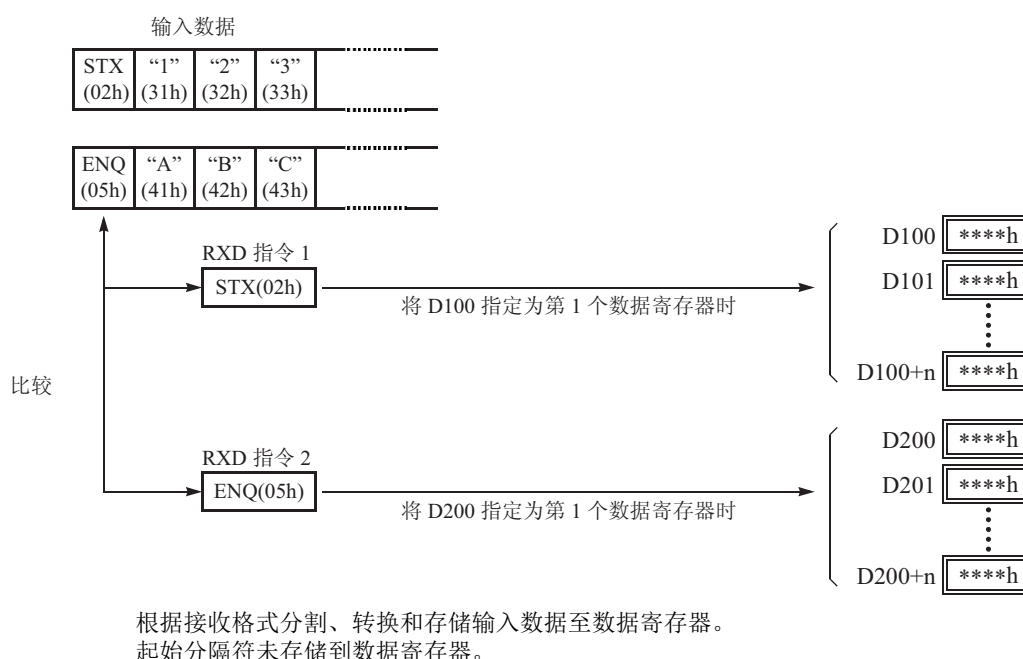 输入数据
STX “1” “2” “3”
(02h) (31h) (32h) (33h)
ENQ “A” “B” “C”
(05h) (41h) (42h) (43h)
RXD 指令 1
STX(02h)
将 D100 指定为第 1 个数据寄存器时
D100 ****h
D101 ****h
D100+n ****h
比较
RXD 指令 2
ENQ(05h)
将 D200 指定为第 1 个数据寄存器时
D200 ****h
D201 ****h
D200+n ****h
根据接收格式分割、转换和存储输入数据至数据寄存器。
起始分隔符未存储到数据寄存器。